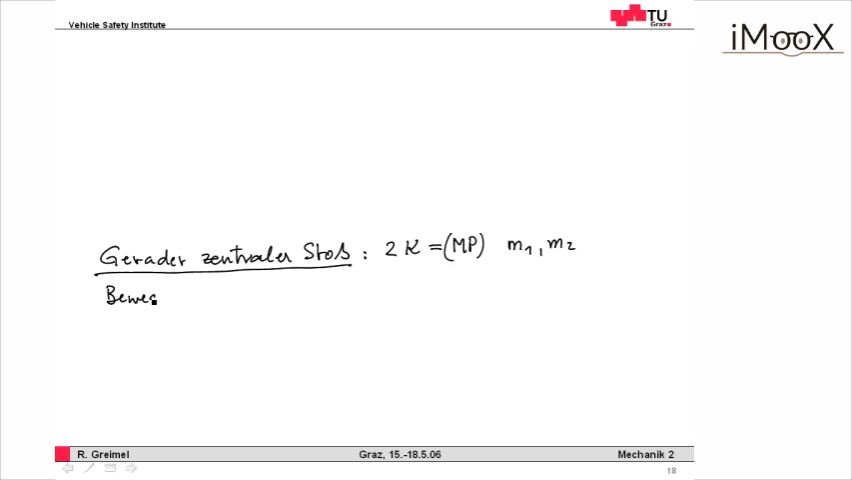 Vehicle Safety Institute
TU
Graz
iMooX
Gerader zentraler Stoß : 2 K = (MP) m₁, m₂
Beweg
R. Greimel Graz, 15.-18.5.06 Mechanik 2
18